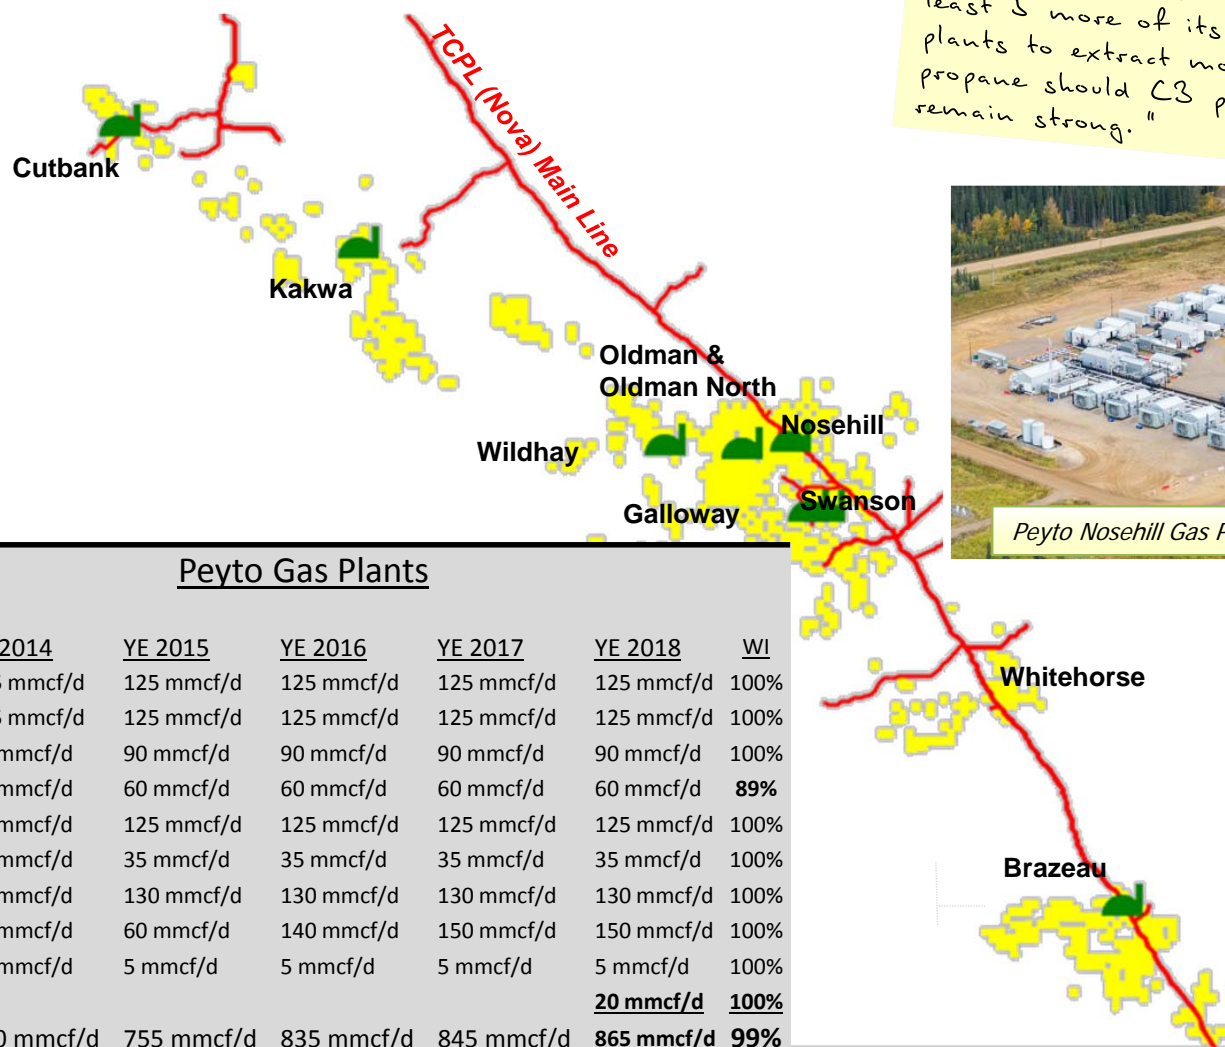 least 3 more of its
plants to extract
propane should C3
remain strong."
TCPL (Nova) Main Line
Cutbank
Kakwa
Oldman &
Oldman North
Nosehill
Wildhay
Galloway
Swanson
Peyto Nosehill Gas
Whitehorse
Brazeau
Peyto Gas Plants
2014 YE 2015 YE 2016 YE 2017 YE 2018 WI
mmcf/d 125 mmcf/d 125 mmcf/d 125 mmcf/d 125 mmcf/d 100%
mmcf/d 125 mmcf/d 125 mmcf/d 125 mmcf/d 125 mmcf/d 100%
mmcf/d 90 mmcf/d 90 mmcf/d 90 mmcf/d 90 mmcf/d 100%
mmcf/d 60 mmcf/d 60 mmcf/d 60 mmcf/d 60 mmcf/d 89%
mmcf/d 125 mmcf/d 125 mmcf/d 125 mmcf/d 125 mmcf/d 100%
mmcf/d 35 mmcf/d 35 mmcf/d 35 mmcf/d 35 mmcf/d 100%
mmcf/d 130 mmcf/d 130 mmcf/d 130 mmcf/d 130 mmcf/d 100%
mmcf/d 60 mmcf/d 140 mmcf/d 150 mmcf/d 150 mmcf/d 100%
mmcf/d 5 mmcf/d 5 mmcf/d 5 mmcf/d 5 mmcf/d 100%
20 mmcf/d 100%
mmcf/d 755 mmcf/d 835 mmcf/d 845 mmcf/d 865 mmcf/d 99%